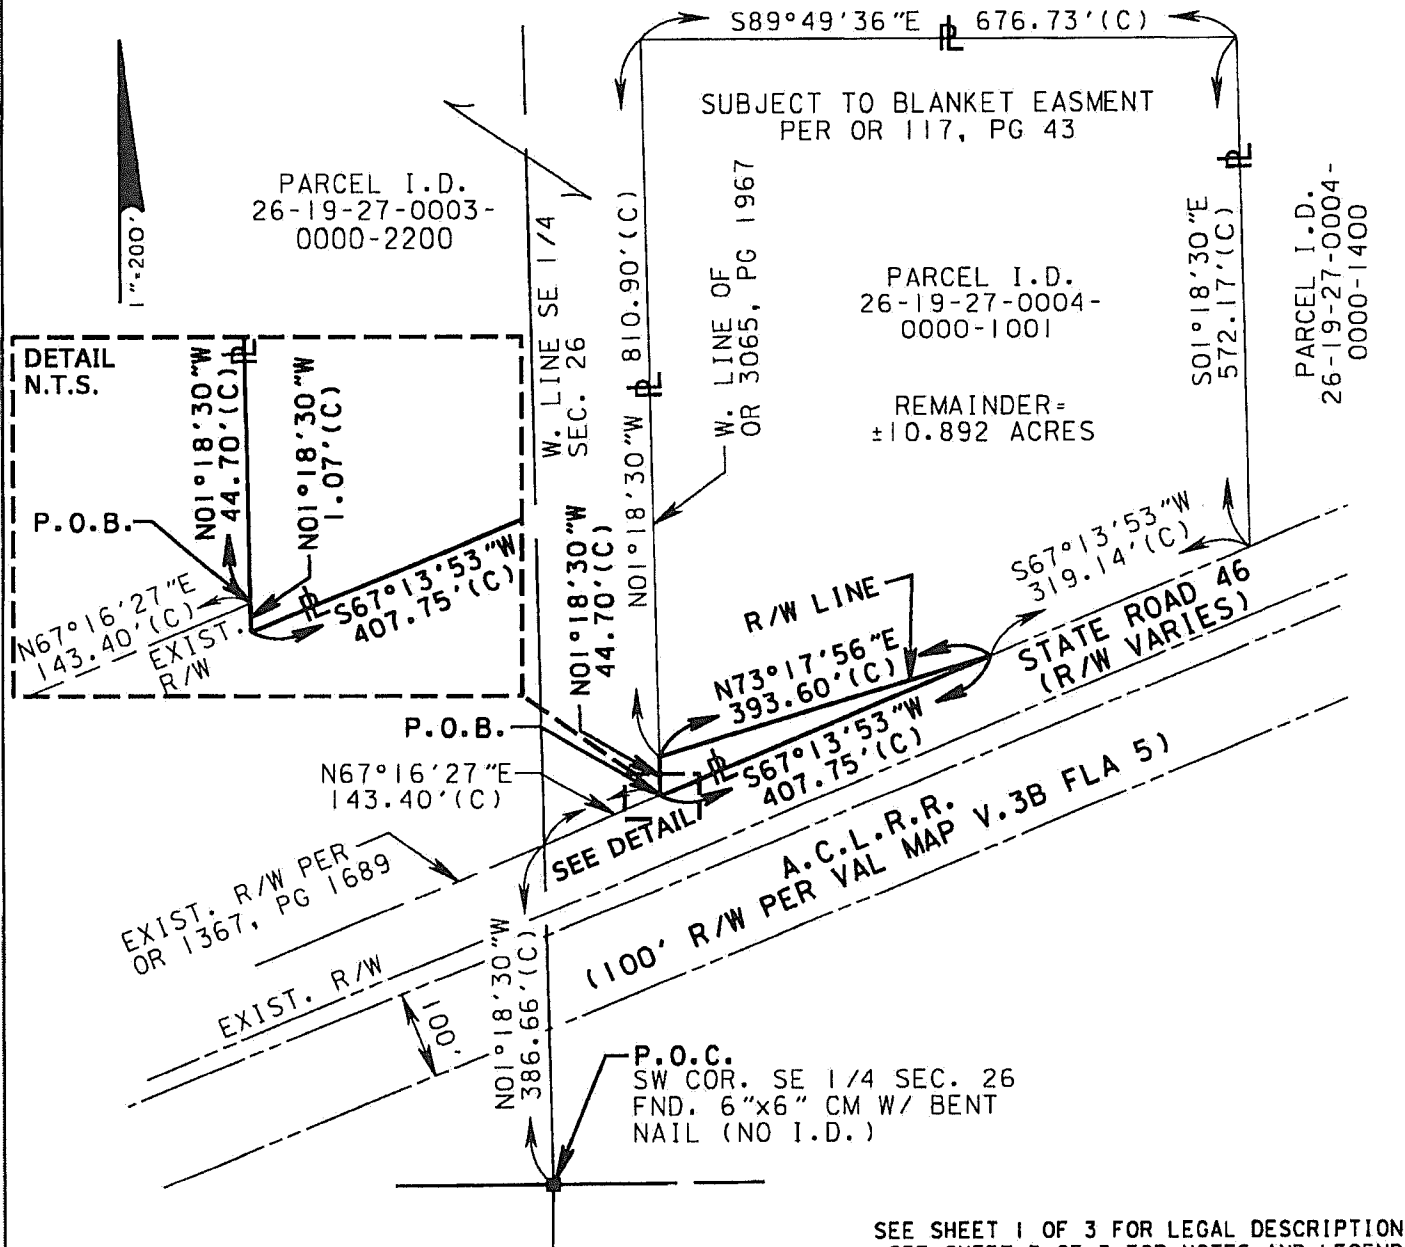 S89°49'36"E 676.73'(C)
SUBJECT TO BLANKET EASMENT
PER OR 117, PG 43
PARCEL I.D.
26-19-27-0003-
0000-2200
1"=200'
W. LINE SE 1/4
SEC. 26
N01°18'30"W 810.90'(C)
W. LINE OF
OR 3065, PG 1967
PARCEL I.D.
26-19-27-0004-
0000-1001
REMAINDER=
±10.892 ACRES
S01°18'30"E
572.17'(C)
PARCEL I.D.
26-19-27-0004-
0000-1400
DETAIL
N.T.S.
N01°18'30"W
44.70'(C)
N01°18'30"W
1.07'(C)
P.O.B.
N67°16'27"E
143.40'(C)
EXIST.
R/W
S67°13'53"W
407.75'(C)
N01°18'30"W
44.70'(C)
R/W LINE
S67°13'53"W
319.14'(C)
STATE ROAD 46
(R/W VARIES)
N73°17'56"E
393.60'(C)
P.O.B.
S67°13'53"W
407.75'(C)
N67°16'27"E
143.40'(C)
SEE DETAIL
A.C.L.R.R.
(100' R/W PER VAL MAP V.3B FLA 5)
EXIST. R/W PER
OR 1367, PG 1689
EXIST. R/W
100'
N01°18'30"W
386.66'(C)
P.O.C.
SW COR. SE 1/4 SEC. 26
FND. 6"x6" CM W/ BENT
NAIL (NO I.D.)
SEE SHEET 1 OF 3 FOR LEGAL DESCRIPTION